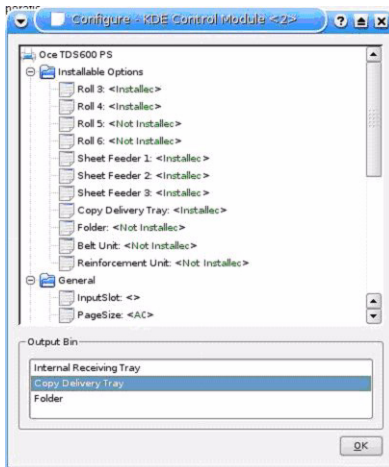 Configure - KDE Control Module <2>
Oce TDS600 PS
Installable Options
Roll 3: <Installec>
Roll 4: <Installec>
Roll 5: <Not Installec>
Roll 6: <Not Installec>
Sheet Feeder 1: <Installec>
Sheet Feeder 2: <Installec>
Sheet Feeder 3: <Installec>
Copy Delivery Tray: <Installec>
Folder: <Not Installec>
Belt Unit: <Not Installec>
Reinforcement Unit: <Not Installec>
General
InputSlot: <>
PageSize: <AC>
Output Bin
Internal Receiving Tray
Copy Delivery Tray
Folder
OK